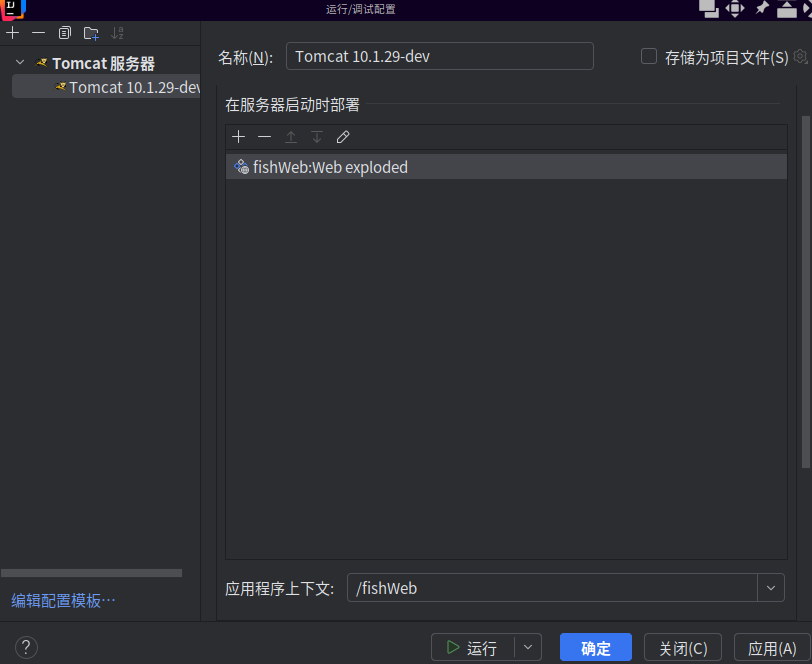 运行/调试配置
Tomcat 服务器
Tomcat 10.1.29-dev
名称(N):
Tomcat 10.1.29-dev
存储为项目文件(S)
在服务器启动时部署
fishWeb:Web exploded
应用程序上下文:
/fishWeb
编辑配置模板…
?
运行
确定
关闭(C)
应用(A)